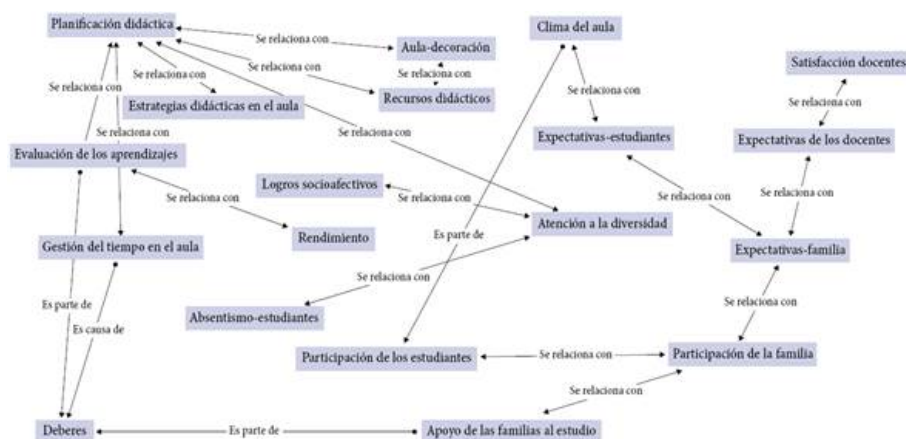 Planificación didáctica
Clima del aula
Se relaciona con
Aula-decoración
Satisfacción docentes
Se relaciona con
Se relaciona con
Se relaciona con
Se relaciona con
Se relaciona con
Se relaciona con
Recursos didácticos
Estrategias didácticas en el aula
Se relaciona con
Se relaciona con
Se relaciona con
Expectativas-estudiantes
Expectativas de los docentes
Evaluación de los aprendizajes
Logros socioafectivos
Se relaciona con
Se relaciona con
Se relaciona con
Se relaciona con
Atención a la diversidad
Es parte de
Rendimiento
Gestión del tiempo en el aula
Expectativas-familia
Se relaciona con
Es parte de
Se relaciona con
Absentismo-estudiantes
Es causa de
Participación de los estudiantes
Se relaciona con
Participación de la familia
Se relaciona con
Deberes
Es parte de
Apoyo de las familias al estudio